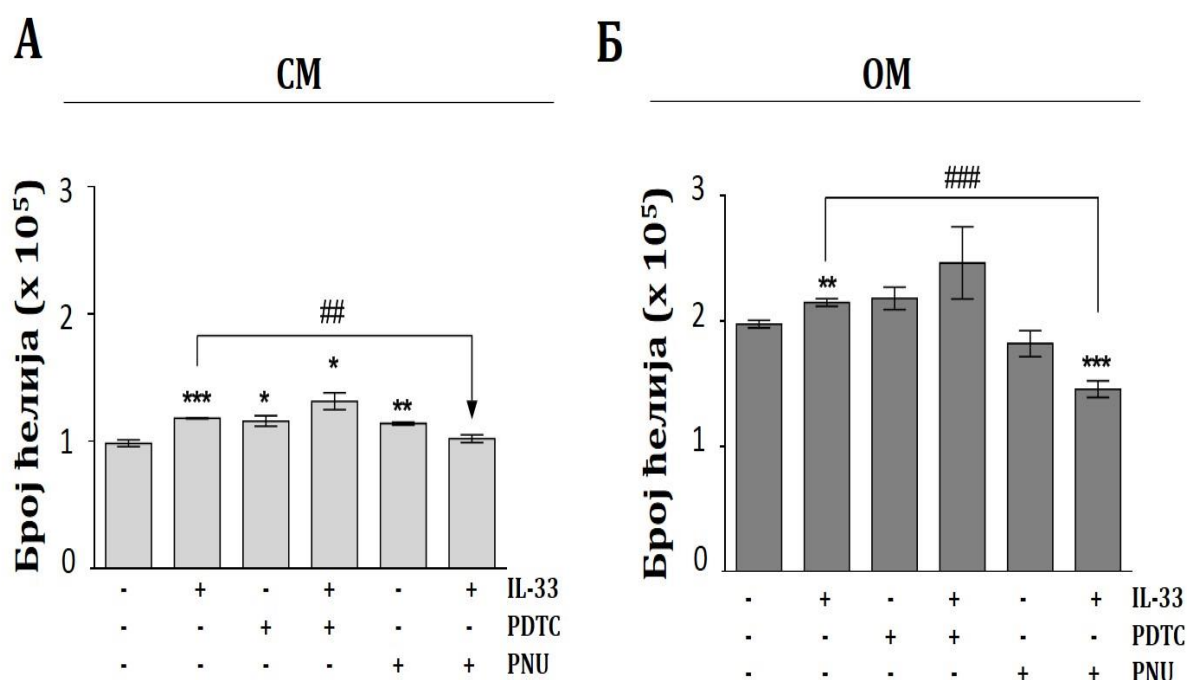 А
СМ
Број ћелија (x 10⁵)
3
2
1
0
##
*** * * **
- + - + - + IL-33
- - + + - - PDTC
- - - - + + PNU
Б
ОМ
Број ћелија (x 10⁵)
3
2
1
0
###
** ***
- + - + - + IL-33
- - + + - - PDTC
- - - - + + PNU